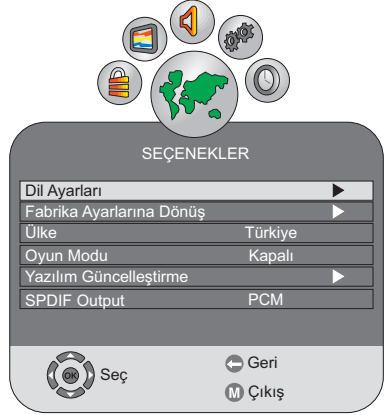 SEÇENEKLER
Dil Ayarları
Fabrika Ayarlarına Dönüş
Ülke Türkiye
Oyun Modu Kapalı
Yazılım Güncelleştirme
SPDIF Output PCM
OK Seç
Geri
M Çıkış